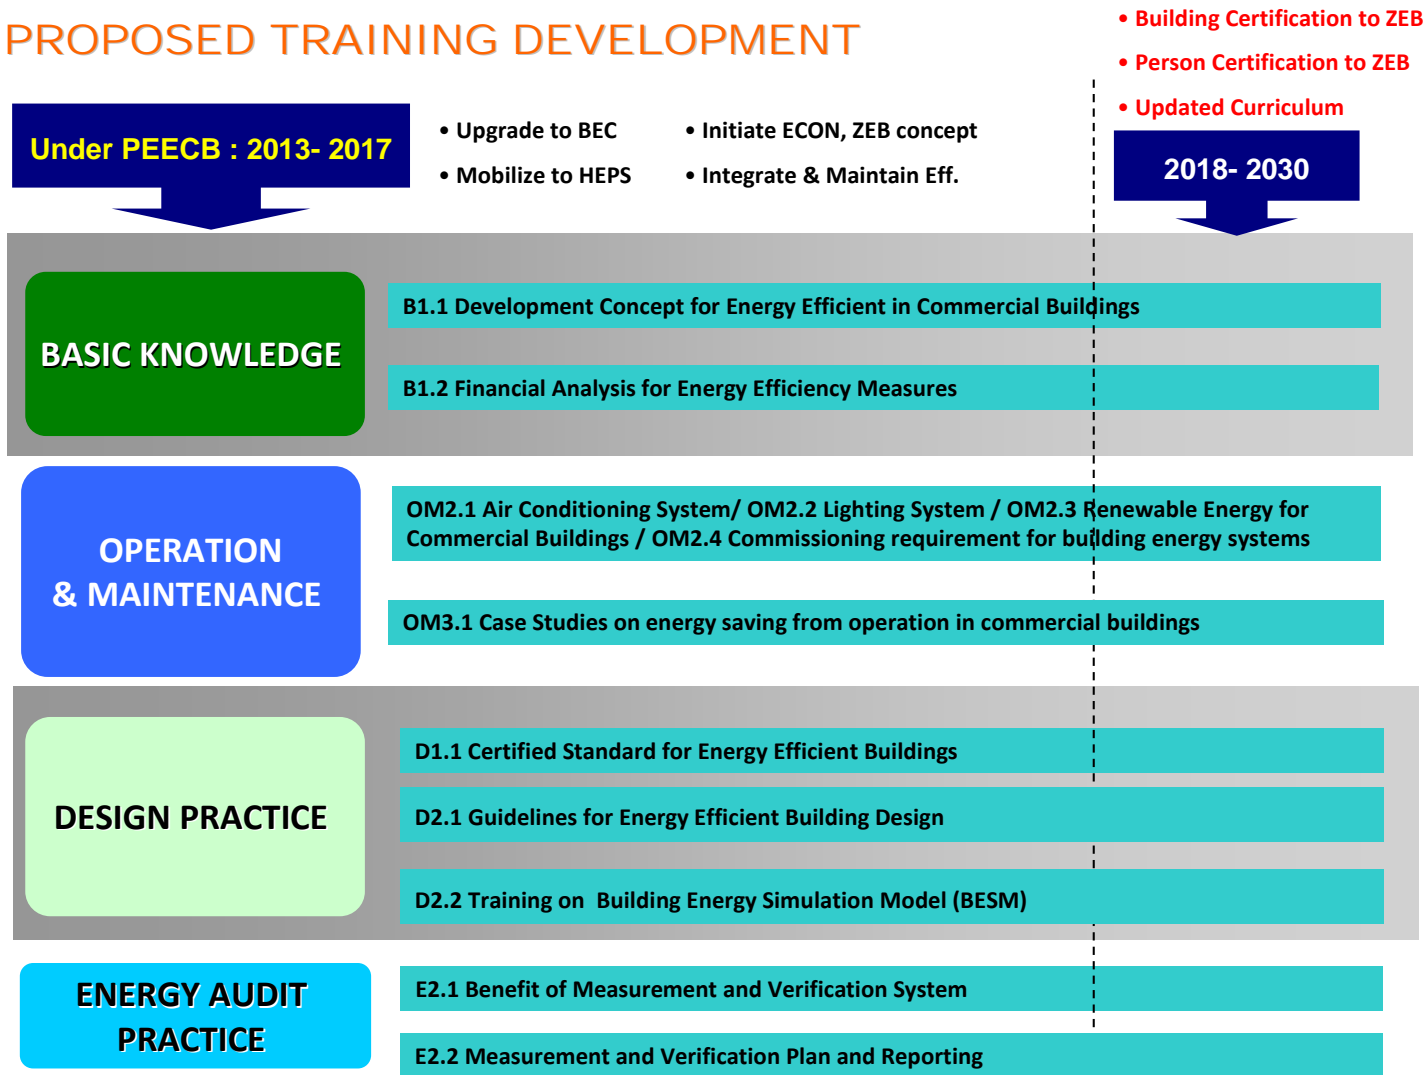 PROPOSED TRAINING DEVELOPMENT
• Building Certification to ZEB
• Person Certification to ZEB
• Updated Curriculum
Under PEECB : 2013- 2017
• Upgrade to BEC
• Mobilize to HEPS
• Initiate ECON, ZEB concept
• Integrate & Maintain Eff.
2018- 2030
BASIC KNOWLEDGE
B1.1 Development Concept for Energy Efficient in Commercial Buildings
B1.2 Financial Analysis for Energy Efficiency Measures
OPERATION
& MAINTENANCE
OM2.1 Air Conditioning System/ OM2.2 Lighting System / OM2.3 Renewable Energy for
Commercial Buildings / OM2.4 Commissioning requirement for building energy systems
OM3.1 Case Studies on energy saving from operation in commercial buildings
DESIGN PRACTICE
D1.1 Certified Standard for Energy Efficient Buildings
D2.1 Guidelines for Energy Efficient Building Design
D2.2 Training on  Building Energy Simulation Model (BESM)
ENERGY AUDIT
PRACTICE
E2.1 Benefit of Measurement and Verification System
E2.2 Measurement and Verification Plan and Reporting